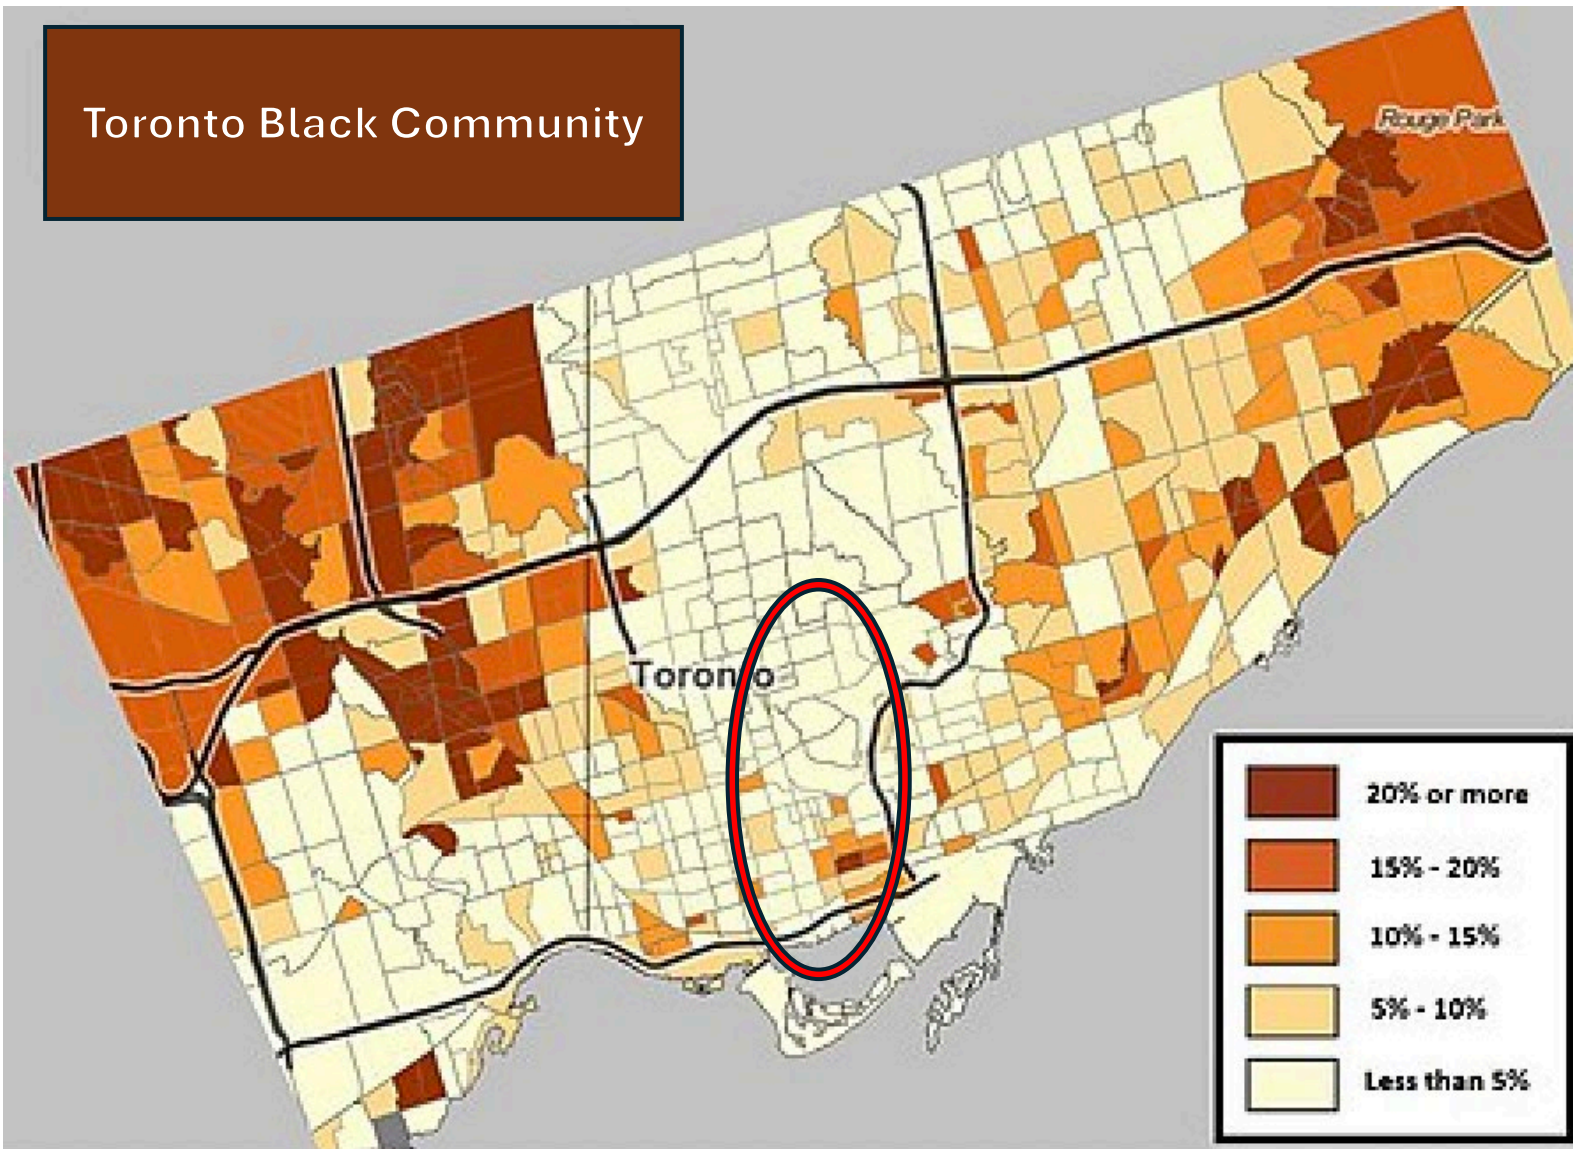 Toronto Black Community
Rouge Park
Toronto
20% or more
15% - 20%
10% - 15%
5% - 10%
Less than 5%